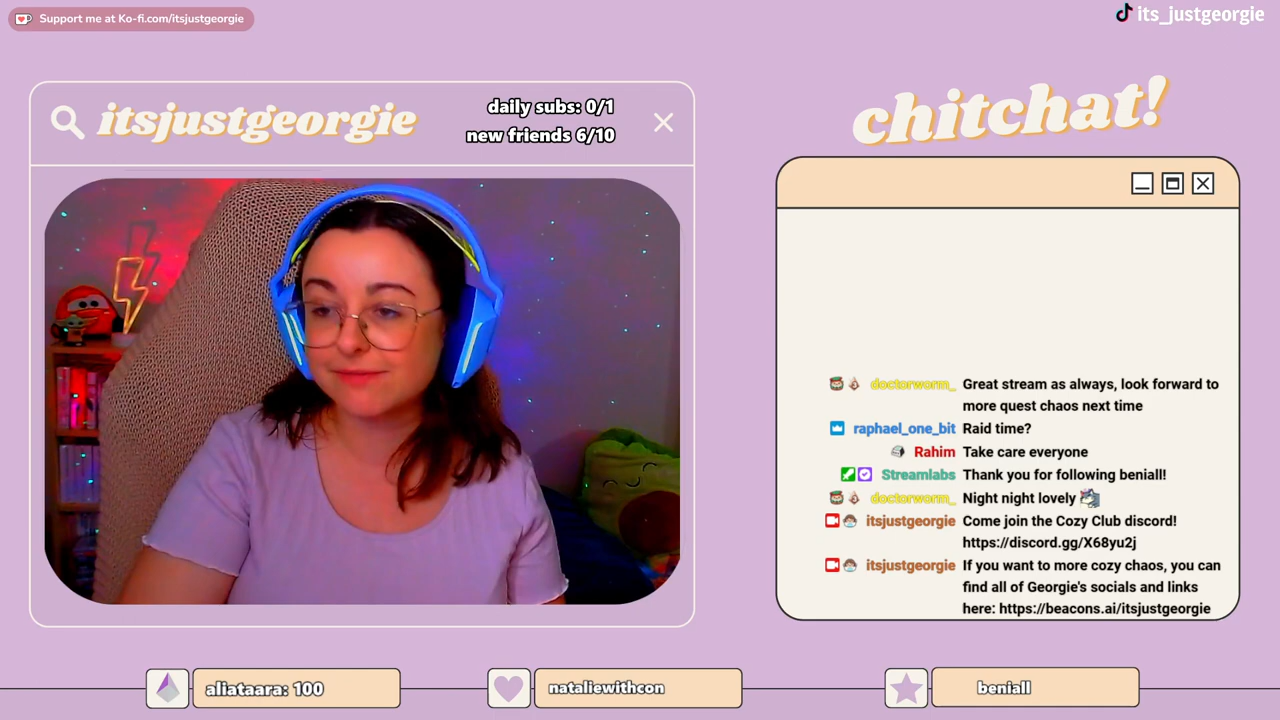 Support me at Ko-fi.com/itsjustgeorgie
its_justgeorgie
itsjustgeorgie
daily subs: 0/1
new friends 6/10
chitchat!
doctorworm_ Great stream as always, look forward to
more quest chaos next time
raphael_one_bit Raid time?
Rahim Take care everyone
Streamlabs Thank you for following beniall!
doctorworm_ Night night lovely
itsjustgeorgie Come join the Cozy Club discord!
https://discord.gg/X68yu2j
itsjustgeorgie If you want to more cozy chaos, you can
find all of Georgie's socials and links
here: https://beacons.ai/itsjustgeorgie
aliataara: 100
nataliewithcon
beniall